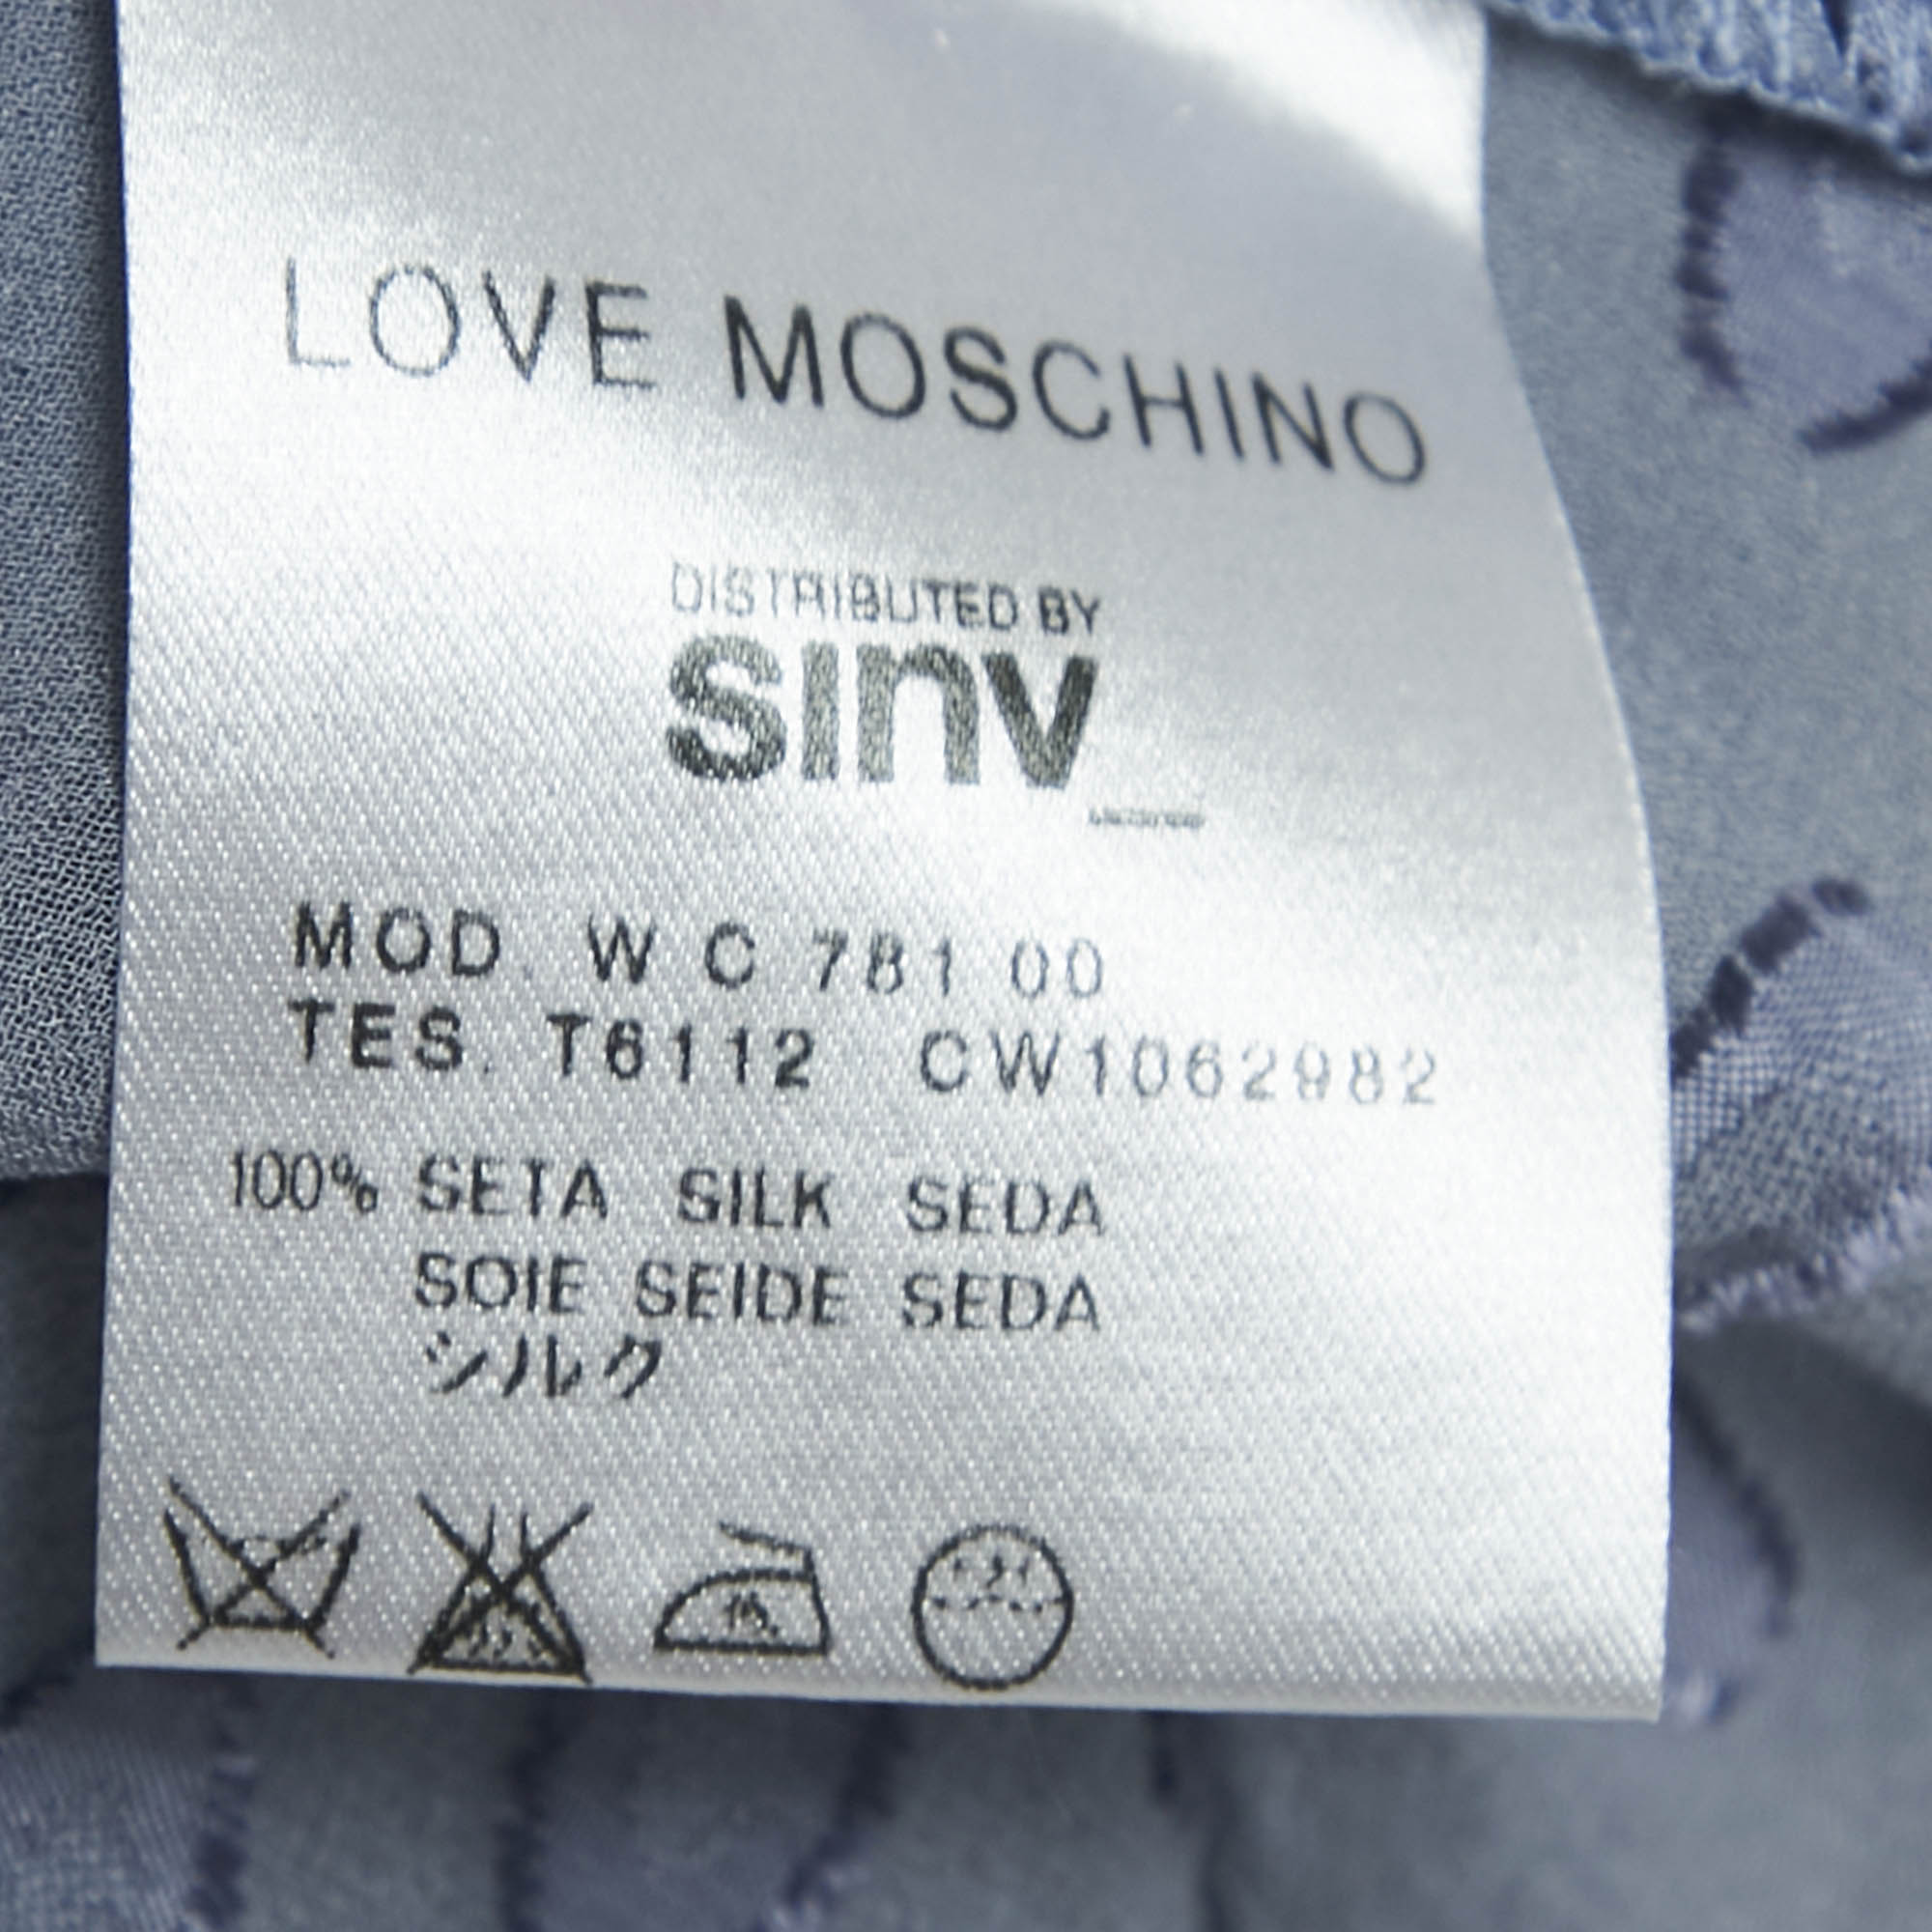 LOVE MOSCHINO
DISTRIBUTED BY
sinv_
MOD. W C 781 00
TES. T6112 CW1062982
100% SETA SILK SEDA
SOIE SEIDE SEDA
シルク